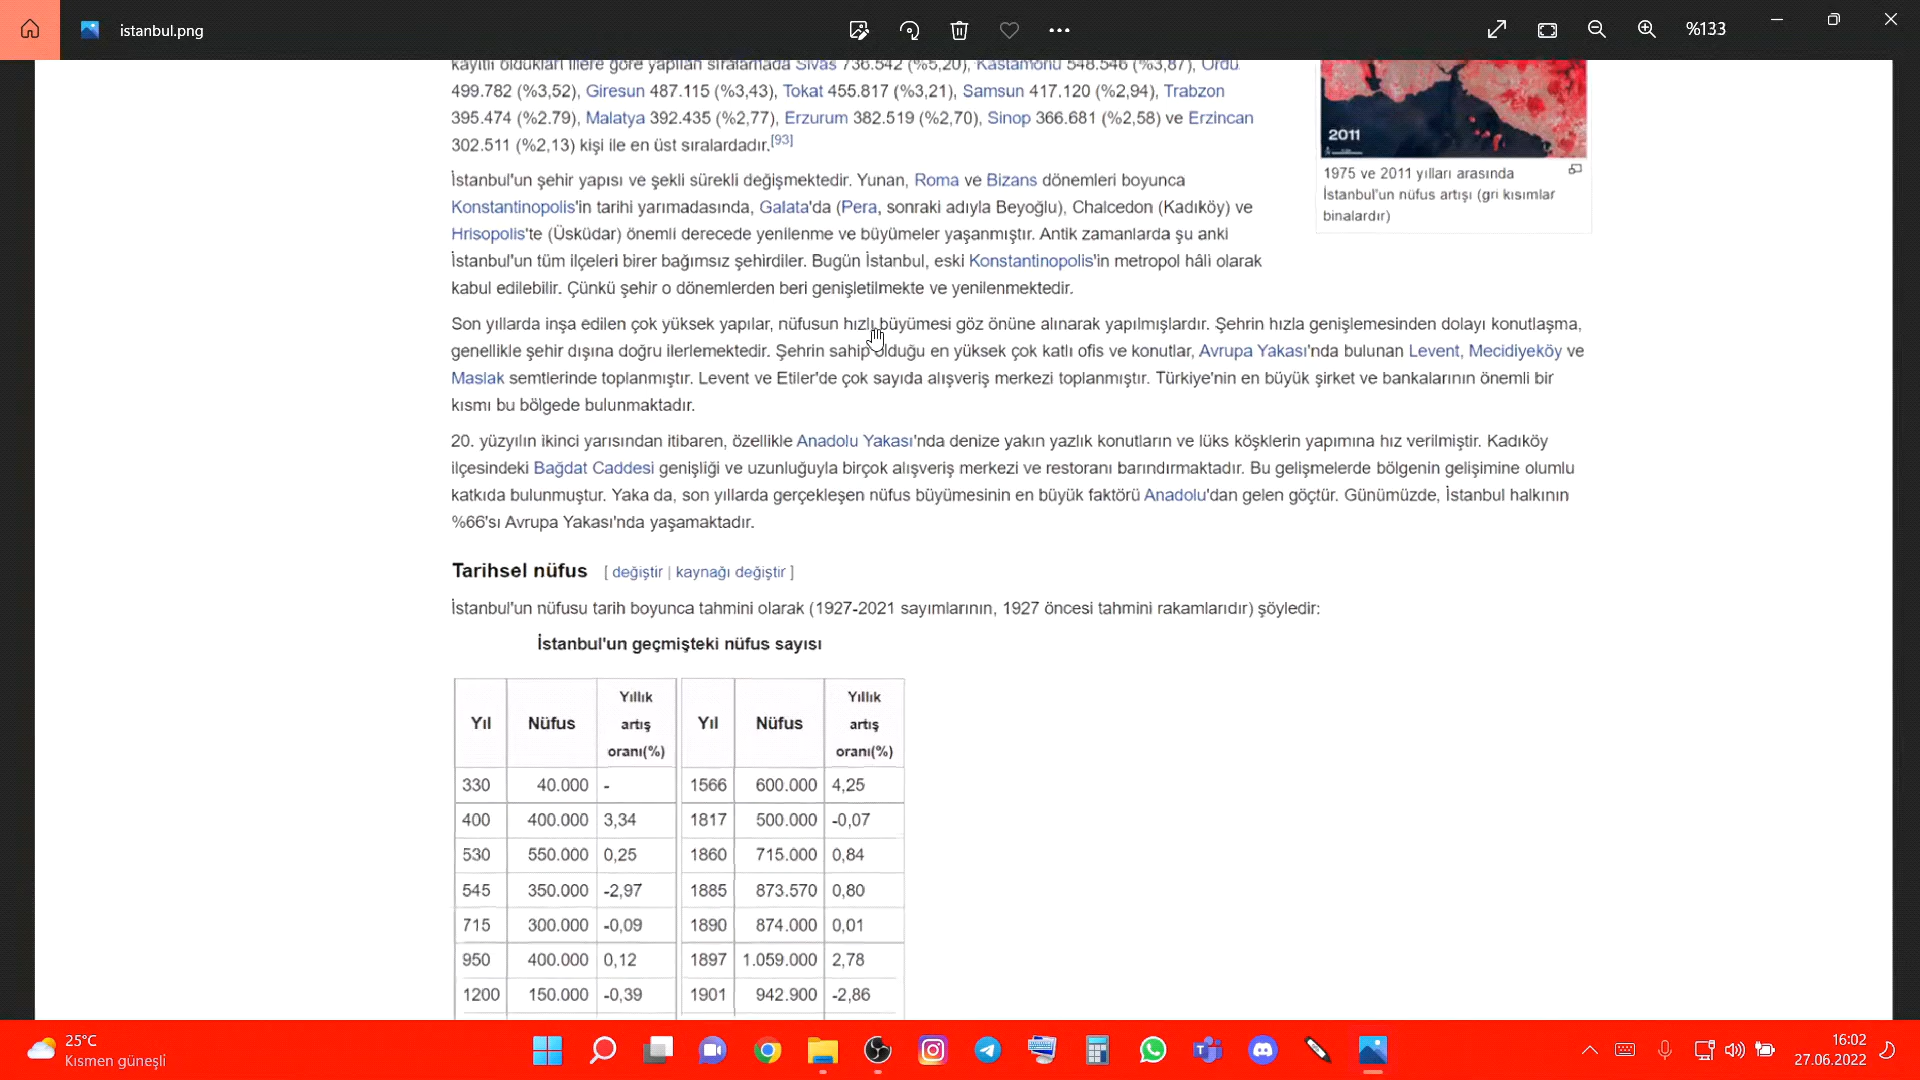 istanbul.png
%133
kayıtlı oldukları illere göre yapılan sıralamada Sivas 736.542 (%5,20), Kastamonu 548.546 (%3,87), Ordu
499.782 (%3,52), Giresun 487.115 (%3,43), Tokat 455.817 (%3,21), Samsun 417.120 (%2,94), Trabzon
395.474 (%2.79), Malatya 392.435 (%2,77), Erzurum 382.519 (%2,70), Sinop 366.681 (%2,58) ve Erzincan
302.511 (%2,13) kişi ile en üst sıralardadır.[93]
2011
1975 ve 2011 yılları arasında
İstanbul'un nüfus artışı (gri kısımlar
binalardır)
İstanbul'un şehir yapısı ve şekli sürekli değişmektedir. Yunan, Roma ve Bizans dönemleri boyunca
Konstantinopolis'in tarihi yarımadasında, Galata'da (Pera, sonraki adıyla Beyoğlu), Chalcedon (Kadıköy) ve
Hrisopolis'te (Üsküdar) önemli derecede yenilenme ve büyümeler yaşanmıştır. Antik zamanlarda şu anki
İstanbul'un tüm ilçeleri birer bağımsız şehirdiler. Bugün İstanbul, eski Konstantinopolis'in metropol hâli olarak
kabul edilebilir. Çünkü şehir o dönemlerden beri genişletilmekte ve yenilenmektedir.
Son yıllarda inşa edilen çok yüksek yapılar, nüfusun hızlı büyümesi göz önüne alınarak yapılmışlardır. Şehrin hızla genişlemesinden dolayı konutlaşma,
genellikle şehir dışına doğru ilerlemektedir. Şehrin sahip olduğu en yüksek çok katlı ofis ve konutlar, Avrupa Yakası'nda bulunan Levent, Mecidiyeköy ve
Maslak semtlerinde toplanmıştır. Levent ve Etiler'de çok sayıda alışveriş merkezi toplanmıştır. Türkiye'nin en büyük şirket ve bankalarının önemli bir
kısmı bu bölgede bulunmaktadır.
20. yüzyılın ikinci yarısından itibaren, özellikle Anadolu Yakası'nda denize yakın yazlık konutların ve lüks köşklerin yapımına hız verilmiştir. Kadıköy
ilçesindeki Bağdat Caddesi genişliği ve uzunluğuyla birçok alışveriş merkezi ve restoranı barındırmaktadır. Bu gelişmelerde bölgenin gelişimine olumlu
katkıda bulunmuştur. Yaka da, son yıllarda gerçekleşen nüfus büyümesinin en büyük faktörü Anadolu'dan gelen göçtür. Günümüzde, İstanbul halkının
%66'sı Avrupa Yakası'nda yaşamaktadır.
Tarihsel nüfus [ değiştir | kaynağı değiştir ]
İstanbul'un nüfusu tarih boyunca tahmini olarak (1927-2021 sayımlarının, 1927 öncesi tahmini rakamlarıdır) şöyledir:
İstanbul'un geçmişteki nüfus sayısı
Yıl Nüfus Yıllık artış oranı(%) Yıl Nüfus Yıllık artış oranı(%)
330 40.000 - 1566 600.000 4,25
400 400.000 3,34 1817 500.000 -0,07
530 550.000 0,25 1860 715.000 0,84
545 350.000 -2,97 1885 873.570 0,80
715 300.000 -0,09 1890 874.000 0,01
950 400.000 0,12 1897 1.059.000 2,78
1200 150.000 -0,39 1901 942.900 -2,86
25°C
Kısmen güneşli
16:02
27.06.2022